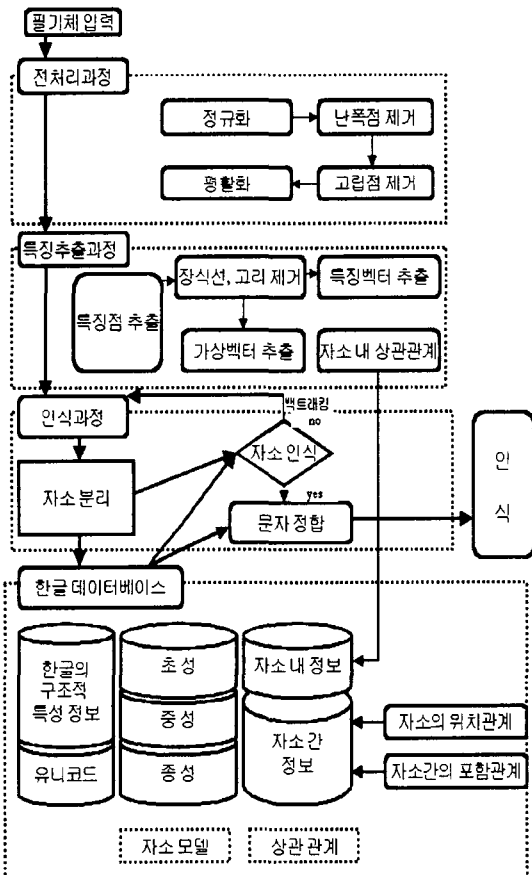 필기체 입력
전처리과정
정규화
난폭점 제거
평활화
고립점 제거
특징추출과정
특징점 추출
장식선, 고리 제거
특징벡터 추출
가상벡터 추출
자소 내 상관관계
인식과정
백트래킹
no
자소 분리
자소 인식
yes
문자 정합
인
식
한글 데이터베이스
한글의
구조적
특성 정보
유니코드
초성
중성
종성
자소 내 정보
자소간
정보
자소의 위치관계
자소간의 포함관계
자소 모델
상관 관계